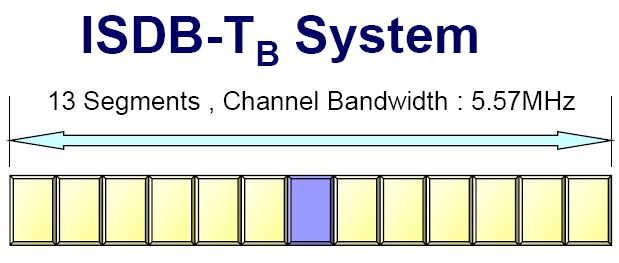 ISDB-TB System
13 Segments , Channel Bandwidth : 5.57MHz